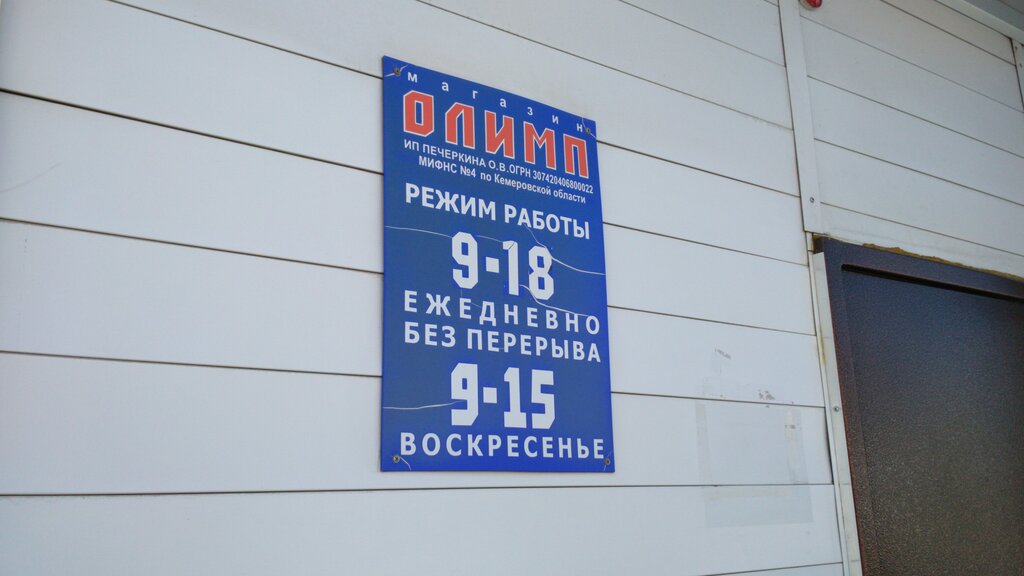 магазин
ОЛИМП
ИП ПЕЧЕРКИНА О.В.ОГРН 307420406800022
МИФНС №4 по Кемеровской области
РЕЖИМ РАБОТЫ
9-18
ЕЖЕДНЕВНО
БЕЗ ПЕРЕРЫВА
9-15
ВОСКРЕСЕНЬЕ